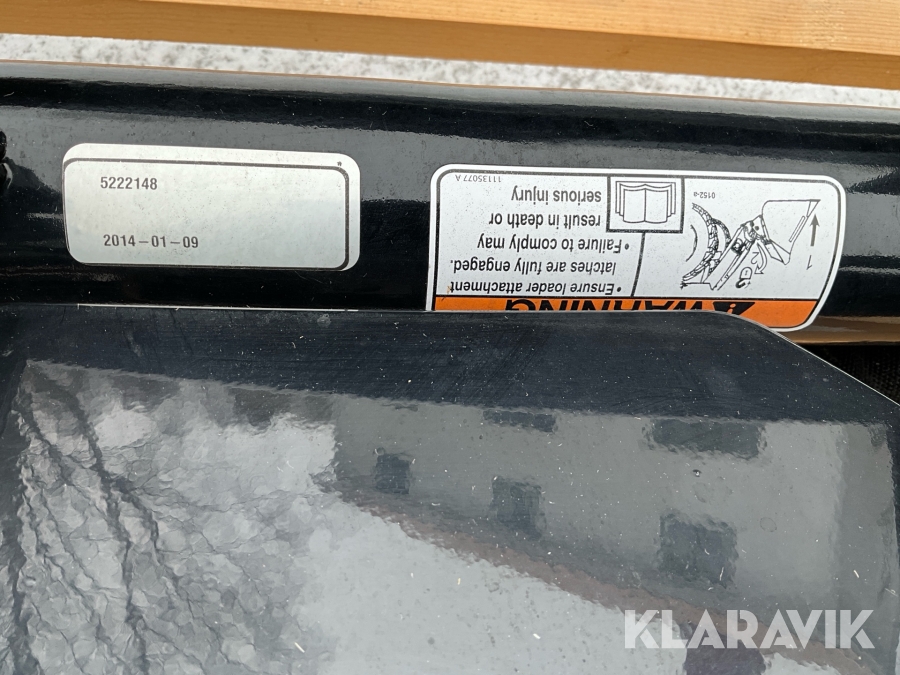 5222148
2014-01-09
WARNING
• Ensure loader attachment
latches are fully engaged.
• Failure to comply may
result in death or
serious injury
1
0152-a
11135077 A
KLARAVIK